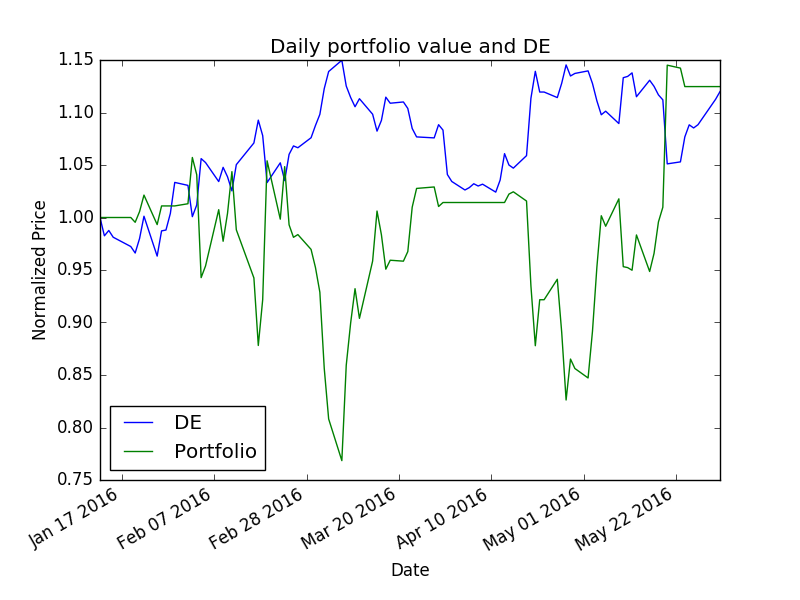 Daily portfolio value and DE
1.15
1.10
1.05
1.00
0.95
0.90
0.85
0.80
0.75
Normalized Price
DE
Portfolio
Jan 17 2016
Feb 07 2016
Feb 28 2016
Mar 20 2016
Apr 10 2016
May 01 2016
May 22 2016
Date